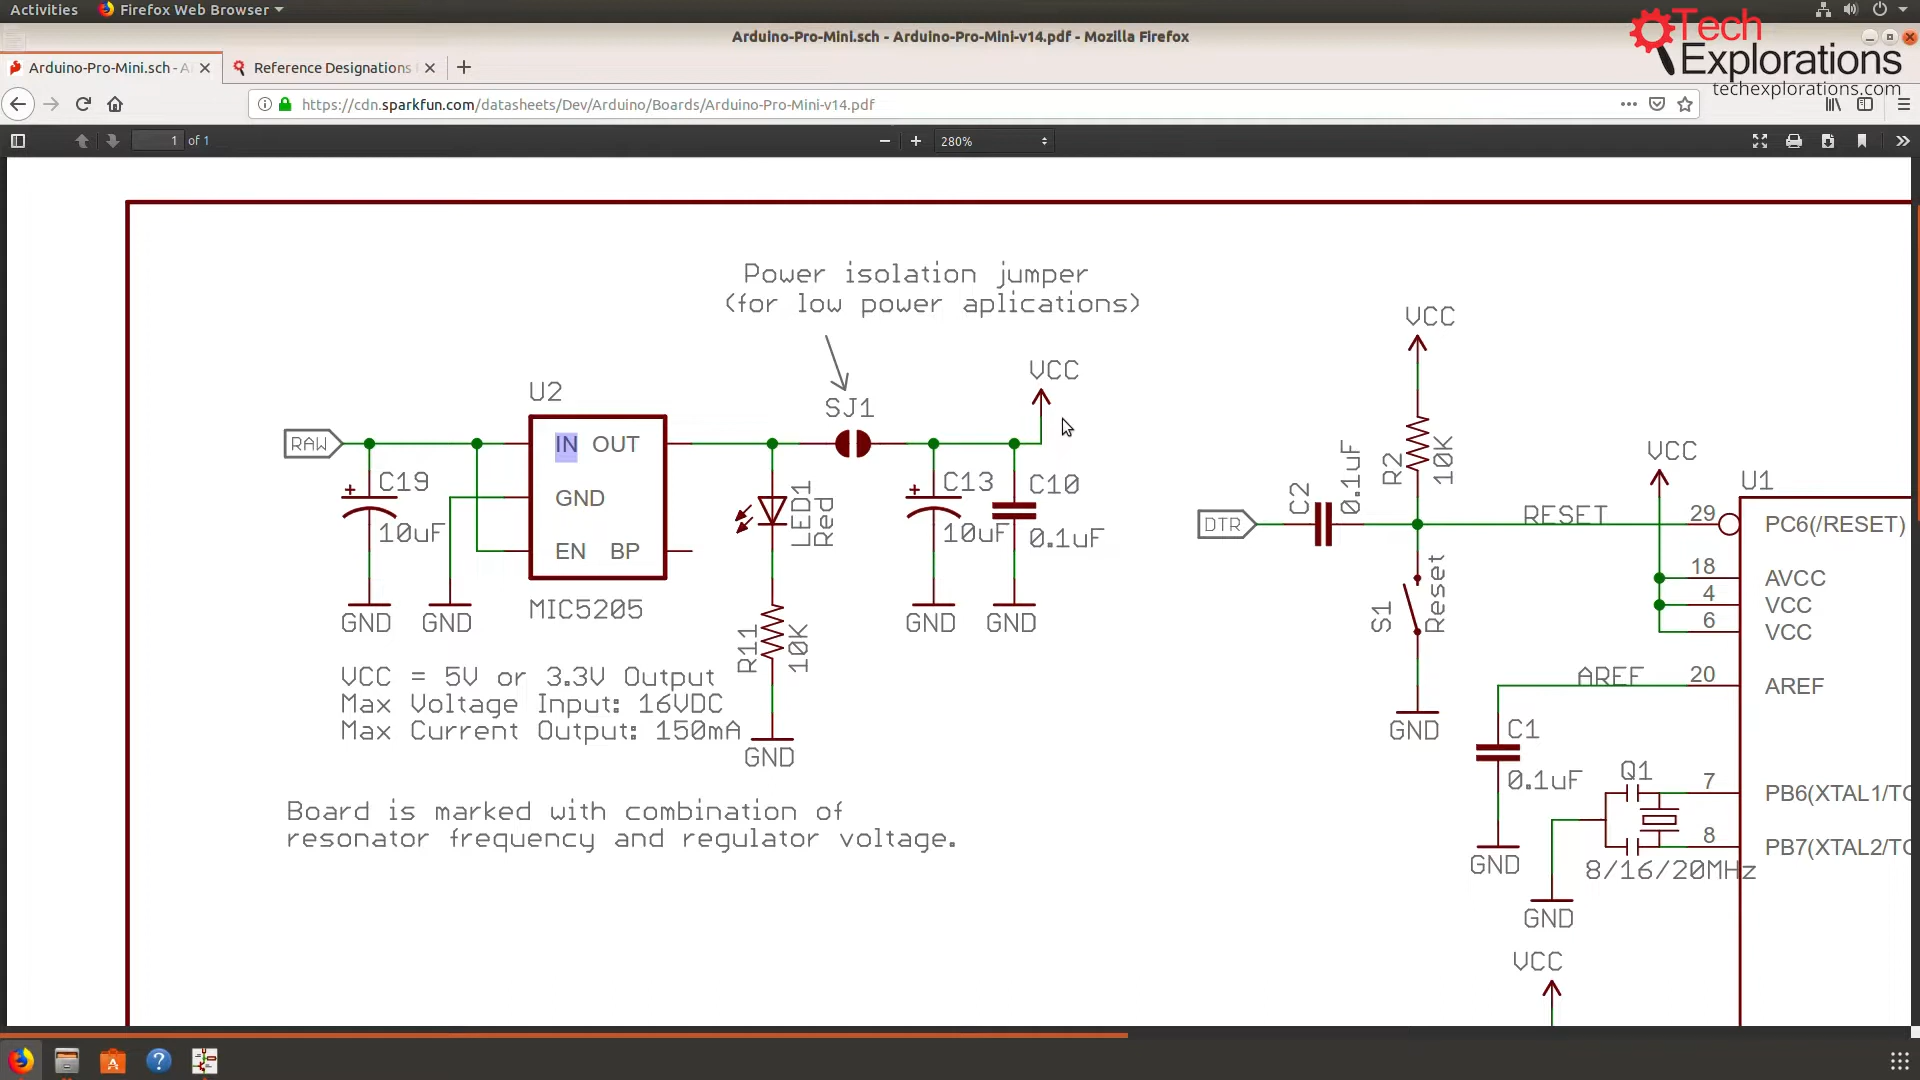 Activities
Firefox Web Browser
Arduino-Pro-Mini.sch - Arduino-Pro-Mini-v14.pdf - Mozilla Firefox
Tech
Explorations
techexplorations.com
Arduino-Pro-Mini.sch - A
Reference Designations
https://cdn.sparkfun.com/datasheets/Dev/Arduino/Boards/Arduino-Pro-Mini-v14.pdf
1 of 1
280%
Power isolation jumper
(for low power aplications)
SJ1
VCC
U2
RAW
IN OUT
GND
EN BP
MIC5205
C19
10uF
GND
GND
LED1
Red
R11
10K
GND
C13
10uF
GND
C10
0.1uF
GND
VCC = 5V or 3.3V Output
Max Voltage Input: 16VDC
Max Current Output: 150mA
Board is marked with combination of
resonator frequency and regulator voltage.
VCC
R2
10K
DTR
C2
0.1uF
RESET
S1
Reset
GND
VCC
U1
29 PC6(/RESET)
18 AVCC
4 VCC
6 VCC
AREF 20 AREF
C1
0.1uF
GND
Q1
7 PB6(XTAL1/TO
8 PB7(XTAL2/TO
8/16/20MHz
GND
VCC